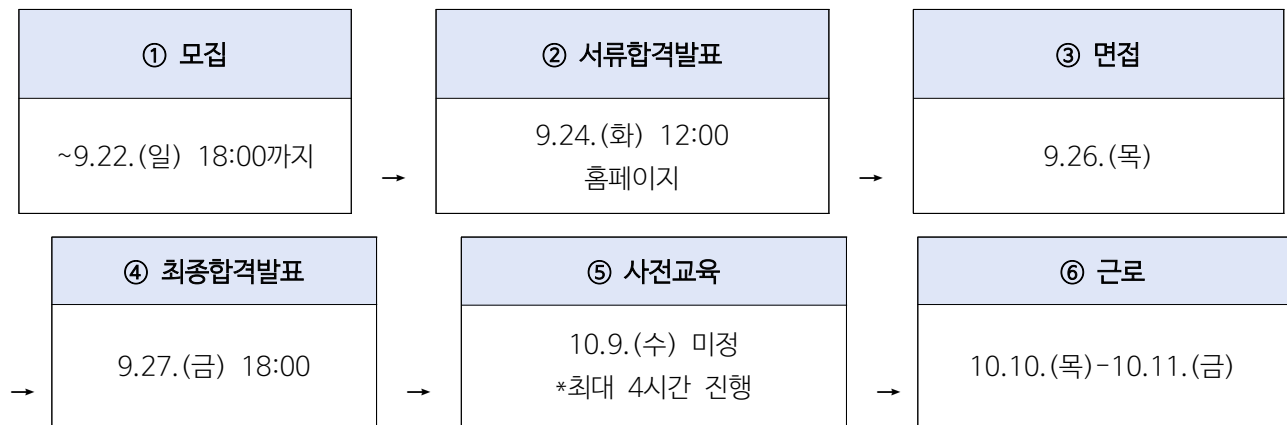 ① 모집
~9.22.(일) 18:00까지
→
② 서류합격발표
9.24.(화) 12:00
홈페이지
→
③ 면접
9.26.(목)
→
④ 최종합격발표
9.27.(금) 18:00
→
⑤ 사전교육
10.9.(수) 미정
*최대 4시간 진행
→
⑥ 근로
10.10.(목)-10.11.(금)